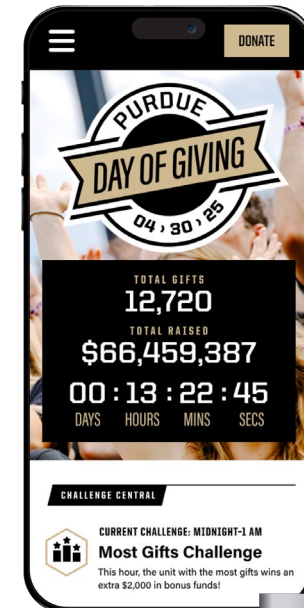 DONATE
PURDUE
DAY OF GIVING
04 › 30 › 25
TOTAL GIFTS
12,720
TOTAL RAISED
$66,459,387
00 : 13 : 22 : 45
DAYS HOURS MINS SECS
CHALLENGE CENTRAL
CURRENT CHALLENGE: MIDNIGHT-1 AM
Most Gifts Challenge
This hour, the unit with the most gifts wins an
extra $2,000 in bonus funds!